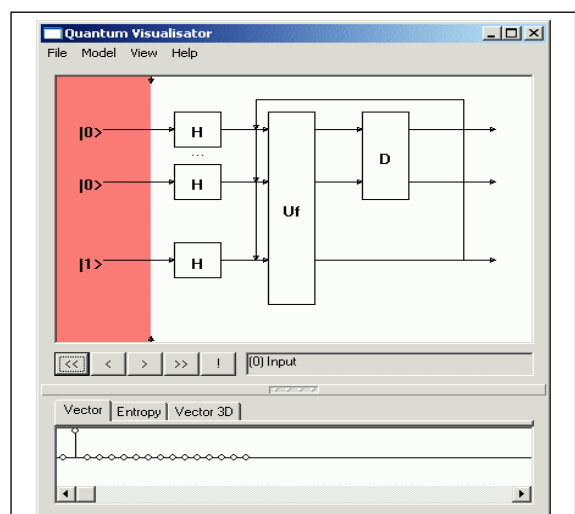 Quantum Visualisator
File Model View Help
|0> H
...
|0> H
D
Uf
|1> H
<< < > >> ! (0) Input
Vector Entropy Vector 3D